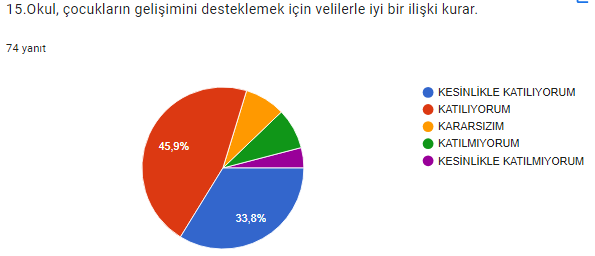 15.Okul, çocukların gelişimini desteklemek için velilerle iyi bir ilişki kurar.
74 yanıt
KESİNLİKLE KATILIYORUM
KATILIYORUM
KARARSIZIM
KATILMIYORUM
KESİNLİKLE KATILMIYORUM
45,9%
33,8%